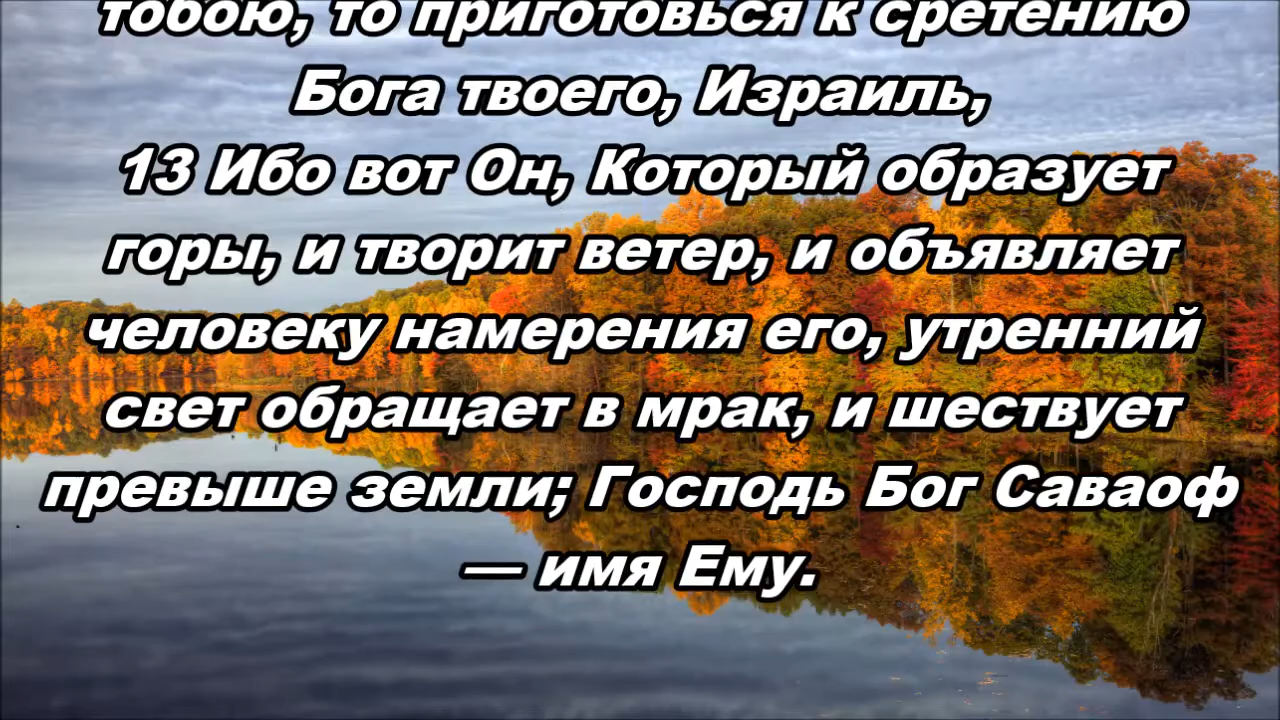 тобою, то приготовься к сретению
Бога твоего, Израиль,
13 Ибо вот Он, Который образует
горы, и творит ветер, и объявляет
человеку намерения его, утренний
свет обращает в мрак, и шествует
превыше земли; Господь Бог Саваоф
— имя Ему.